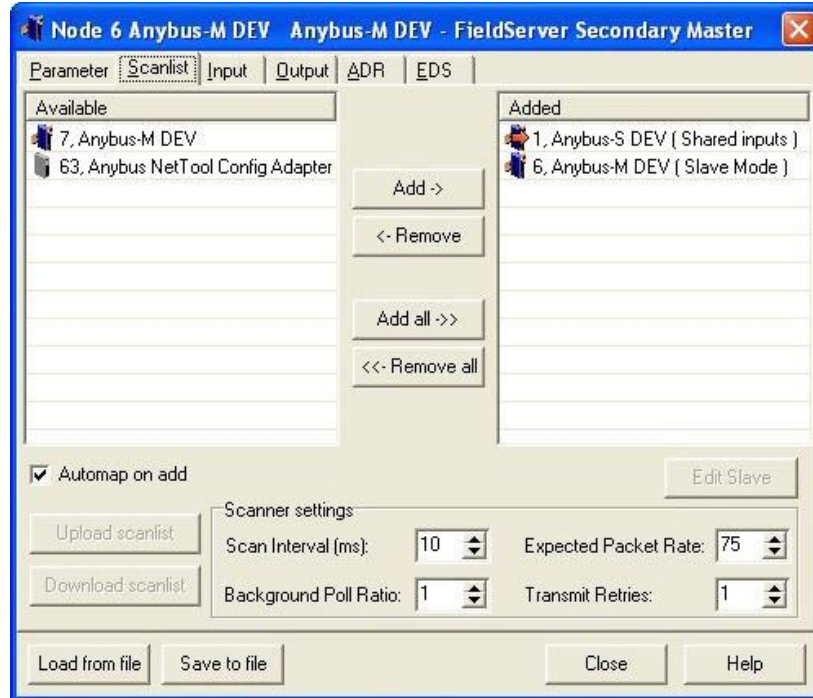 Node 6 Anybus-M DEV Anybus-M DEV - FieldServer Secondary Master
Parameter Scanlist Input Output ADR EDS
Available
7, Anybus-M DEV
63, Anybus NetTool Config Adapter
Add ->
<- Remove
Add all ->>
<<- Remove all
Added
1, Anybus-S DEV ( Shared inputs )
6, Anybus-M DEV ( Slave Mode )
Automap on add
Edit Slave
Upload scanlist
Download scanlist
Scanner settings
Scan Interval (ms): 10
Expected Packet Rate: 75
Background Poll Ratio: 1
Transmit Retries: 1
Load from file
Save to file
Close
Help